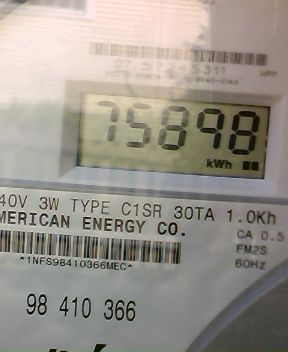 75898
kWh
40V 3W TYPE C1SR 30TA 1.0Kh
MERICAN ENERGY CO.
CA 0.5
FM2S
60Hz
*1NFS98410366MEC*
98 410 366